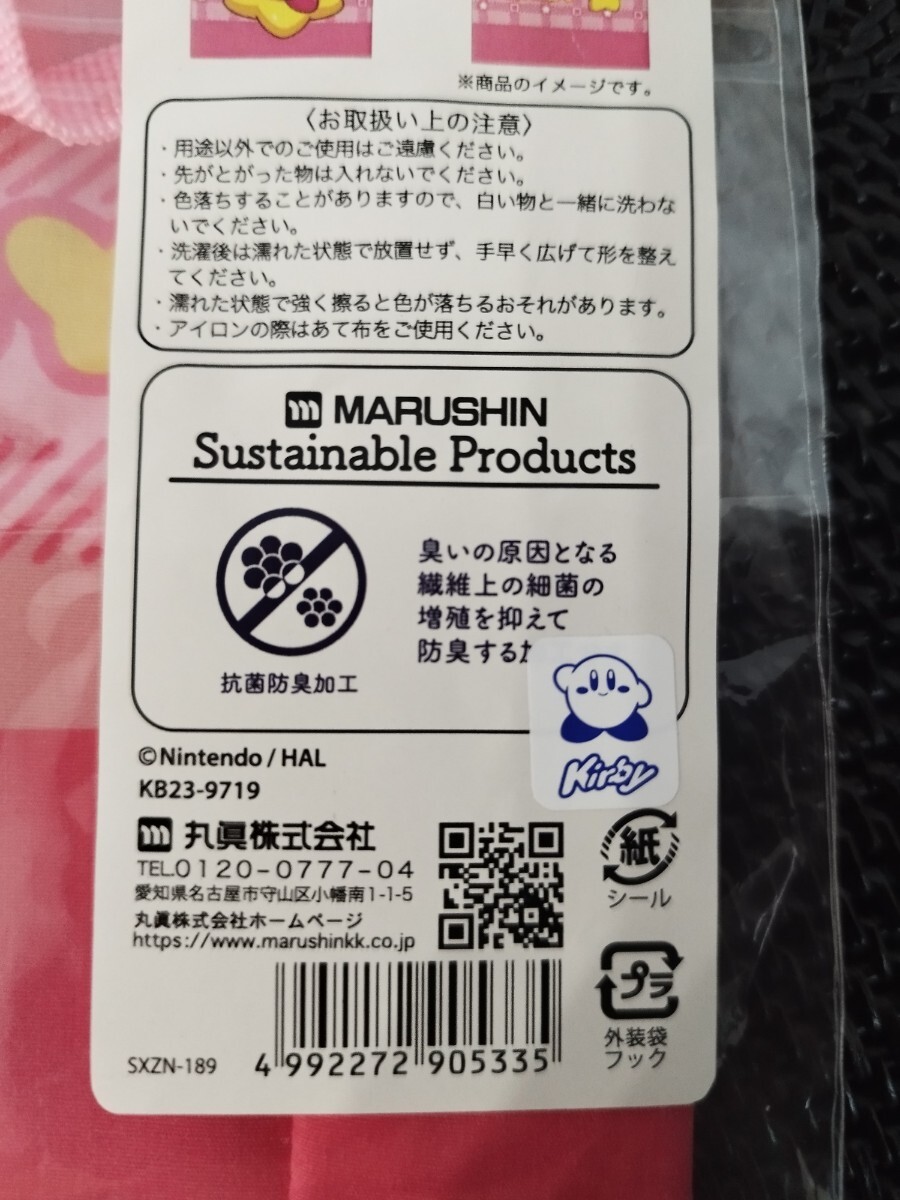 ※商品のイメージです。
〈お取扱い上の注意〉
・用途以外でのご使用はご遠慮ください。
・先がとがった物は入れないでください。
・色落ちすることがありますので、白い物と一緒に洗わな
いでください。
・洗濯後は濡れた状態で放置せず、手早く広げて形を整え
てください。
・濡れた状態で強く擦ると色が落ちるおそれがあります。
・アイロンの際はあて布をご使用ください。
MARUSHIN
Sustainable Products
臭いの原因となる
繊維上の細菌の
増殖を抑えて
防臭する
抗菌防臭加工
Kirby
©Nintendo / HAL
KB23-9719
丸眞株式会社
TEL.0120-0777-04
愛知県名古屋市守山区小幡南1-1-5
丸眞株式会社ホームページ
https://www.marushinkk.co.jp
紙
シール
プラ
外装袋
フック
SXZN-189
4 992272 905335